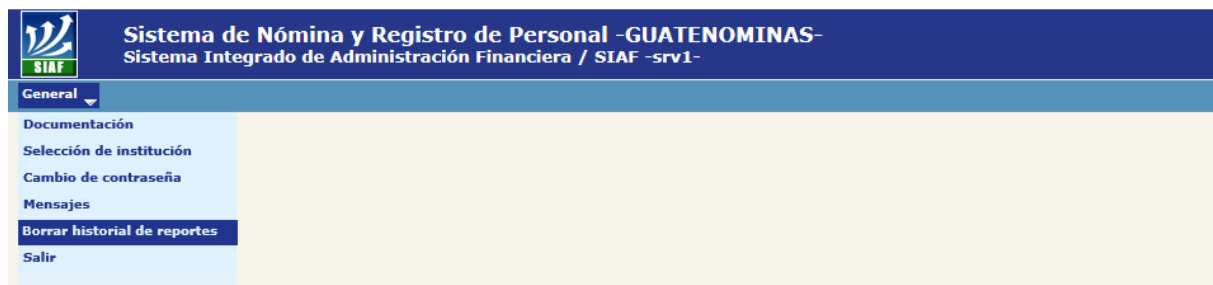 Sistema de Nómina y Registro de Personal -GUATENOMINAS-
Sistema Integrado de Administración Financiera / SIAF -srv1-
SIAF
General
Documentación
Selección de institución
Cambio de contraseña
Mensajes
Borrar historial de reportes
Salir